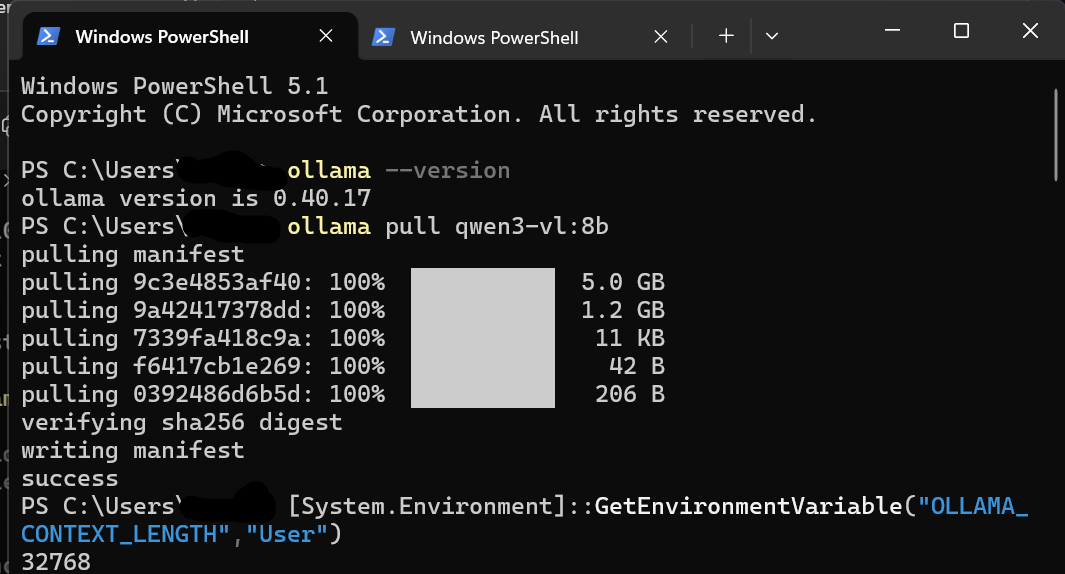 Windows PowerShell
Windows PowerShell
Windows PowerShell 5.1
Copyright (C) Microsoft Corporation. All rights reserved.
PS C:\Users\ ollama --version
ollama version is 0.40.17
PS C:\Users\ ollama pull qwen3-vl:8b
pulling manifest
pulling 9c3e4853af40: 100% 5.0 GB
pulling 9a42417378dd: 100% 1.2 GB
pulling 7339fa418c9a: 100% 11 KB
pulling f6417cb1e269: 100% 42 B
pulling 0392486d6b5d: 100% 206 B
verifying sha256 digest
writing manifest
success
PS C:\Users\ [System.Environment]::GetEnvironmentVariable("OLLAMA_
CONTEXT_LENGTH","User")
32768